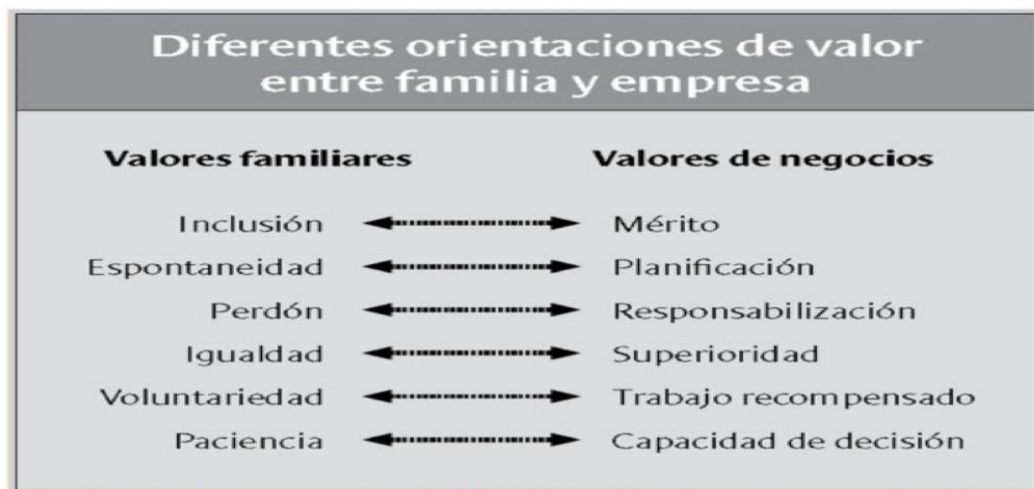 Diferentes orientaciones de valor
entre familia y empresa
Valores familiares Valores de negocios
Inclusión Mérito
Espontaneidad Planificación
Perdón Responsabilización
Igualdad Superioridad
Voluntariedad Trabajo recompensado
Paciencia Capacidad de decisión